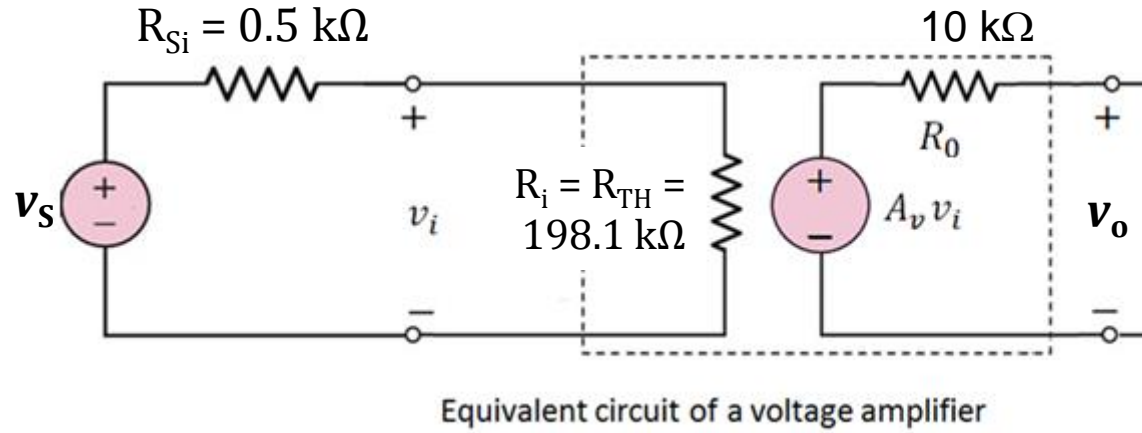 R_Si = 0.5 kΩ
10 kΩ
+
+
R_0
v_S
+
−
v_i
R_i = R_TH =
198.1 kΩ
+
−
A_v v_i
v_o
−
−
Equivalent circuit of a voltage amplifier